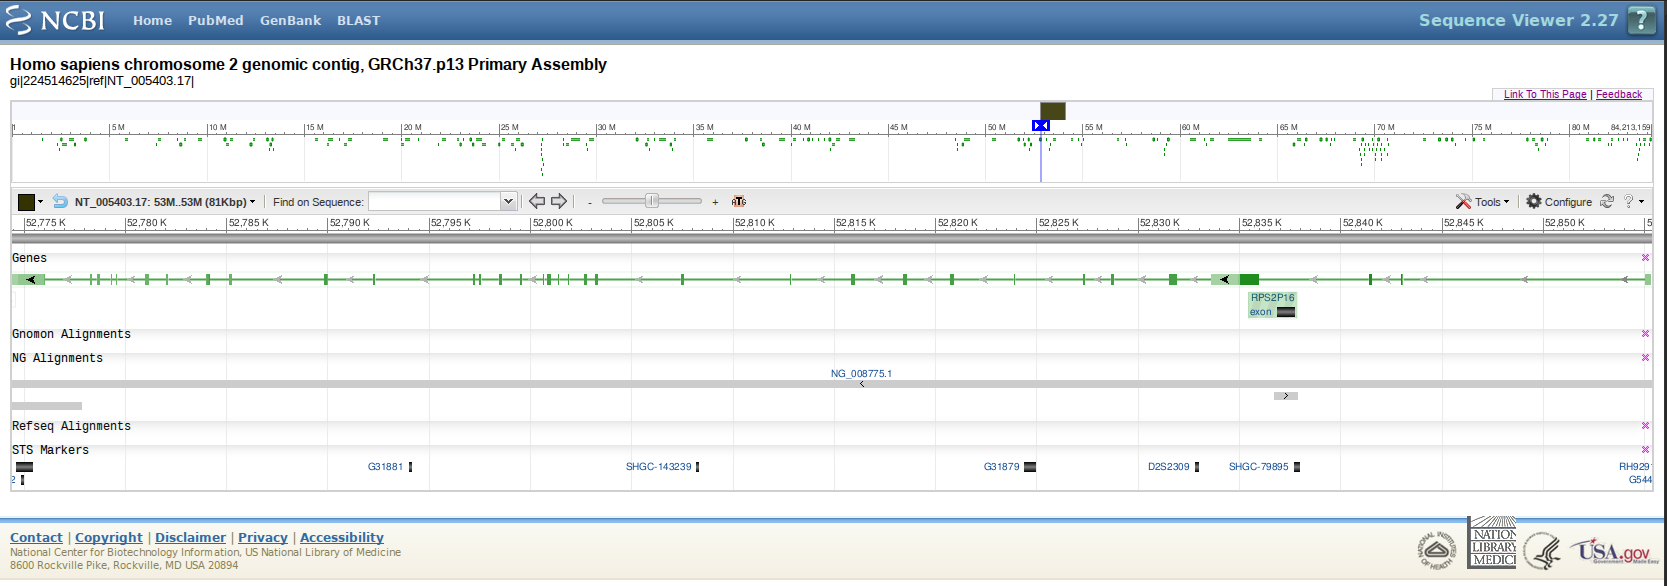 NCBI Home PubMed GenBank BLAST Sequence Viewer 2.27 ?
Homo sapiens chromosome 2 genomic contig, GRCh37.p13 Primary Assembly
gi|224514625|ref|NT_005403.17|
Link To This Page | Feedback
1 5 M 10 M 15 M 20 M 25 M 30 M 35 M 40 M 45 M 50 M 55 M 60 M 65 M 70 M 75 M 80 M 84,213,159
NT_005403.17: 53M..53M (81Kbp) Find on Sequence: - + ATG Tools Configure ?
52,775 K 52,780 K 52,785 K 52,790 K 52,795 K 52,800 K 52,805 K 52,810 K 52,815 K 52,820 K 52,825 K 52,830 K 52,835 K 52,840 K 52,845 K 52,850 K 5
Genes
RPS2P16
exon
Gnomon Alignments
NG Alignments
NG_008775.1
Refseq Alignments
STS Markers
G31881 SHGC-143239 G31879 D2S2309 SHGC-79895 RH929
2 G544
Contact | Copyright | Disclaimer | Privacy | Accessibility
National Center for Biotechnology Information, US National Library of Medicine
8600 Rockville Pike, Rockville, MD USA 20894
NATIONAL INSTITUTES OF HEALTH
NATION
LIBRARY
MEDICI
USA.gov
Government Made Easy